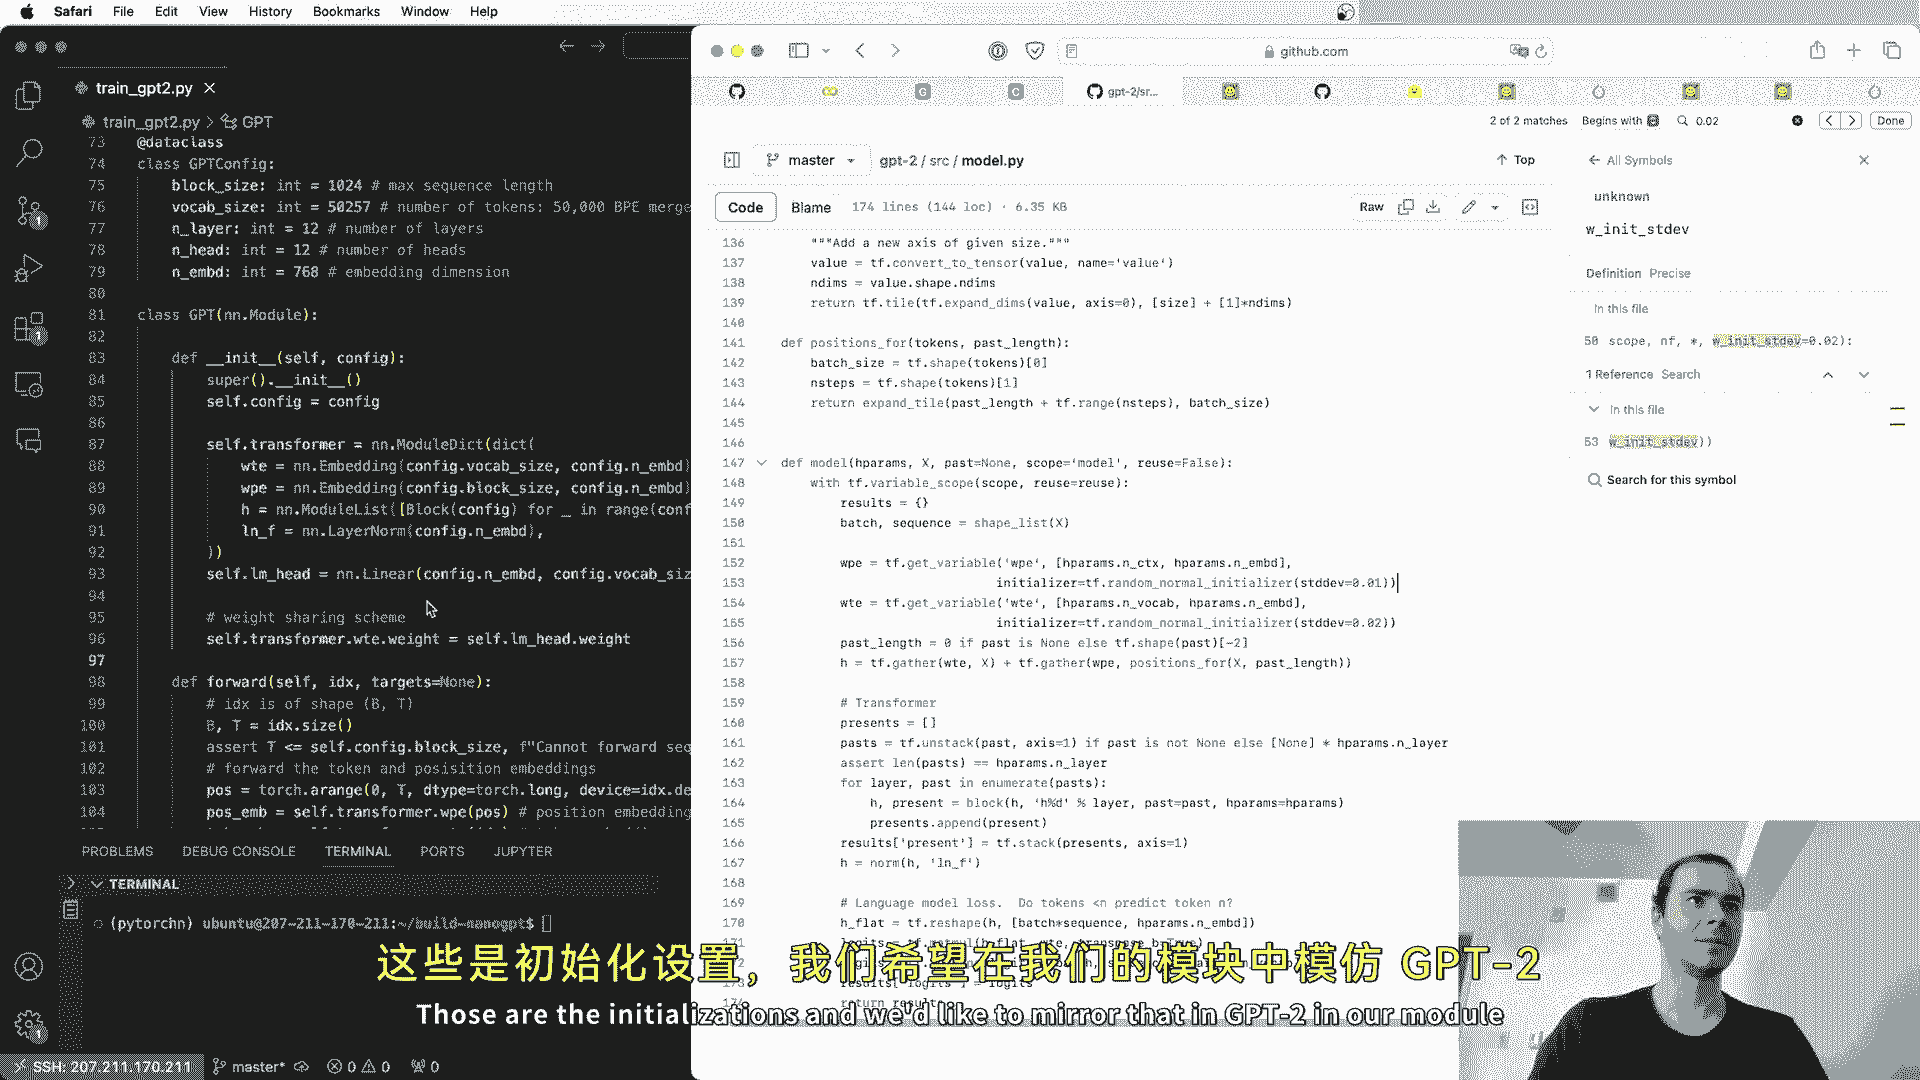 Safari File Edit View History Bookmarks Window Help
train_gpt2.py
train_gpt2.py > GPT
73 @dataclass
74 class GPTConfig:
75 block_size: int = 1024 # max sequence length
76 vocab_size: int = 50257 # number of tokens: 50,000 BPE merge
77 n_layer: int = 12 # number of layers
78 n_head: int = 12 # number of heads
79 n_embd: int = 768 # embedding dimension
80
81 class GPT(nn.Module):
82
83 def __init__(self, config):
84 super().__init__()
85 self.config = config
86
87 self.transformer = nn.ModuleDict(dict(
88 wte = nn.Embedding(config.vocab_size, config.n_embd)
89 wpe = nn.Embedding(config.block_size, config.n_embd)
90 h = nn.ModuleList([Block(config) for _ in range(conf
91 ln_f = nn.LayerNorm(config.n_embd),
92 ))
93 self.lm_head = nn.Linear(config.n_embd, config.vocab_siz
94
95 # weight sharing scheme
96 self.transformer.wte.weight = self.lm_head.weight
97
98 def forward(self, idx, targets=None):
99 # idx is of shape (B, T)
100 B, T = idx.size()
101 assert T <= self.config.block_size, f"Cannot forward seq
102 # forward the token and posisition embeddings
103 pos = torch.arange(0, T, dtype=torch.long, device=idx.de
104 pos_emb = self.transformer.wpe(pos) # position embedding
PROBLEMS DEBUG CONSOLE TERMINAL PORTS JUPYTER
TERMINAL
(pytorchn) ubuntu@207-211-170-211:~/build-nanogpt$
SSH: 207.211.170.211 master* 0 0 0
github.com
gpt-2/sr...
2 of 2 matches Begins with 0.02 Done
master gpt-2 / src / model.py Top
Code Blame 174 lines (144 loc) · 6.35 KB Raw
136 """Add a new axis of given size."""
137 value = tf.convert_to_tensor(value, name='value')
138 ndims = value.shape.ndims
139 return tf.tile(tf.expand_dims(value, axis=0), [size] + [1]*ndims)
140
141 def positions_for(tokens, past_length):
142 batch_size = tf.shape(tokens)[0]
143 nsteps = tf.shape(tokens)[1]
144 return expand_tile(past_length + tf.range(nsteps), batch_size)
145
146
147 def model(hparams, X, past=None, scope='model', reuse=False):
148 with tf.variable_scope(scope, reuse=reuse):
149 results = {}
150 batch, sequence = shape_list(X)
151
152 wpe = tf.get_variable('wpe', [hparams.n_ctx, hparams.n_embd],
153 initializer=tf.random_normal_initializer(stddev=0.01))
154 wte = tf.get_variable('wte', [hparams.n_vocab, hparams.n_embd],
155 initializer=tf.random_normal_initializer(stddev=0.02))
156 past_length = 0 if past is None else tf.shape(past)[-2]
157 h = tf.gather(wte, X) + tf.gather(wpe, positions_for(X, past_length))
158
159 # Transformer
160 presents = []
161 pasts = tf.unstack(past, axis=1) if past is not None else [None] * hparams.n_layer
162 assert len(pasts) == hparams.n_layer
163 for layer, past in enumerate(pasts):
164 h, present = block(h, 'h%d' % layer, past=past, hparams=hparams)
165 presents.append(present)
166 results['present'] = tf.stack(presents, axis=1)
167 h = norm(h, 'ln_f')
168
169 # Language model loss. Do tokens <n predict token n?
170 h_flat = tf.reshape(h, [batch*sequence, hparams.n_embd])
All Symbols
unknown
w_init_stdev
Definition Precise
In this file
50 scope, nf, *, w_init_stdev=0.02):
1 Reference Search
In this file
53 w_init_stdev))
Search for this symbol
这些是初始化设置，我们希望在我们的模块中模仿 GPT-2
Those are the initializations and we'd like to mirror that in GPT-2 in our module